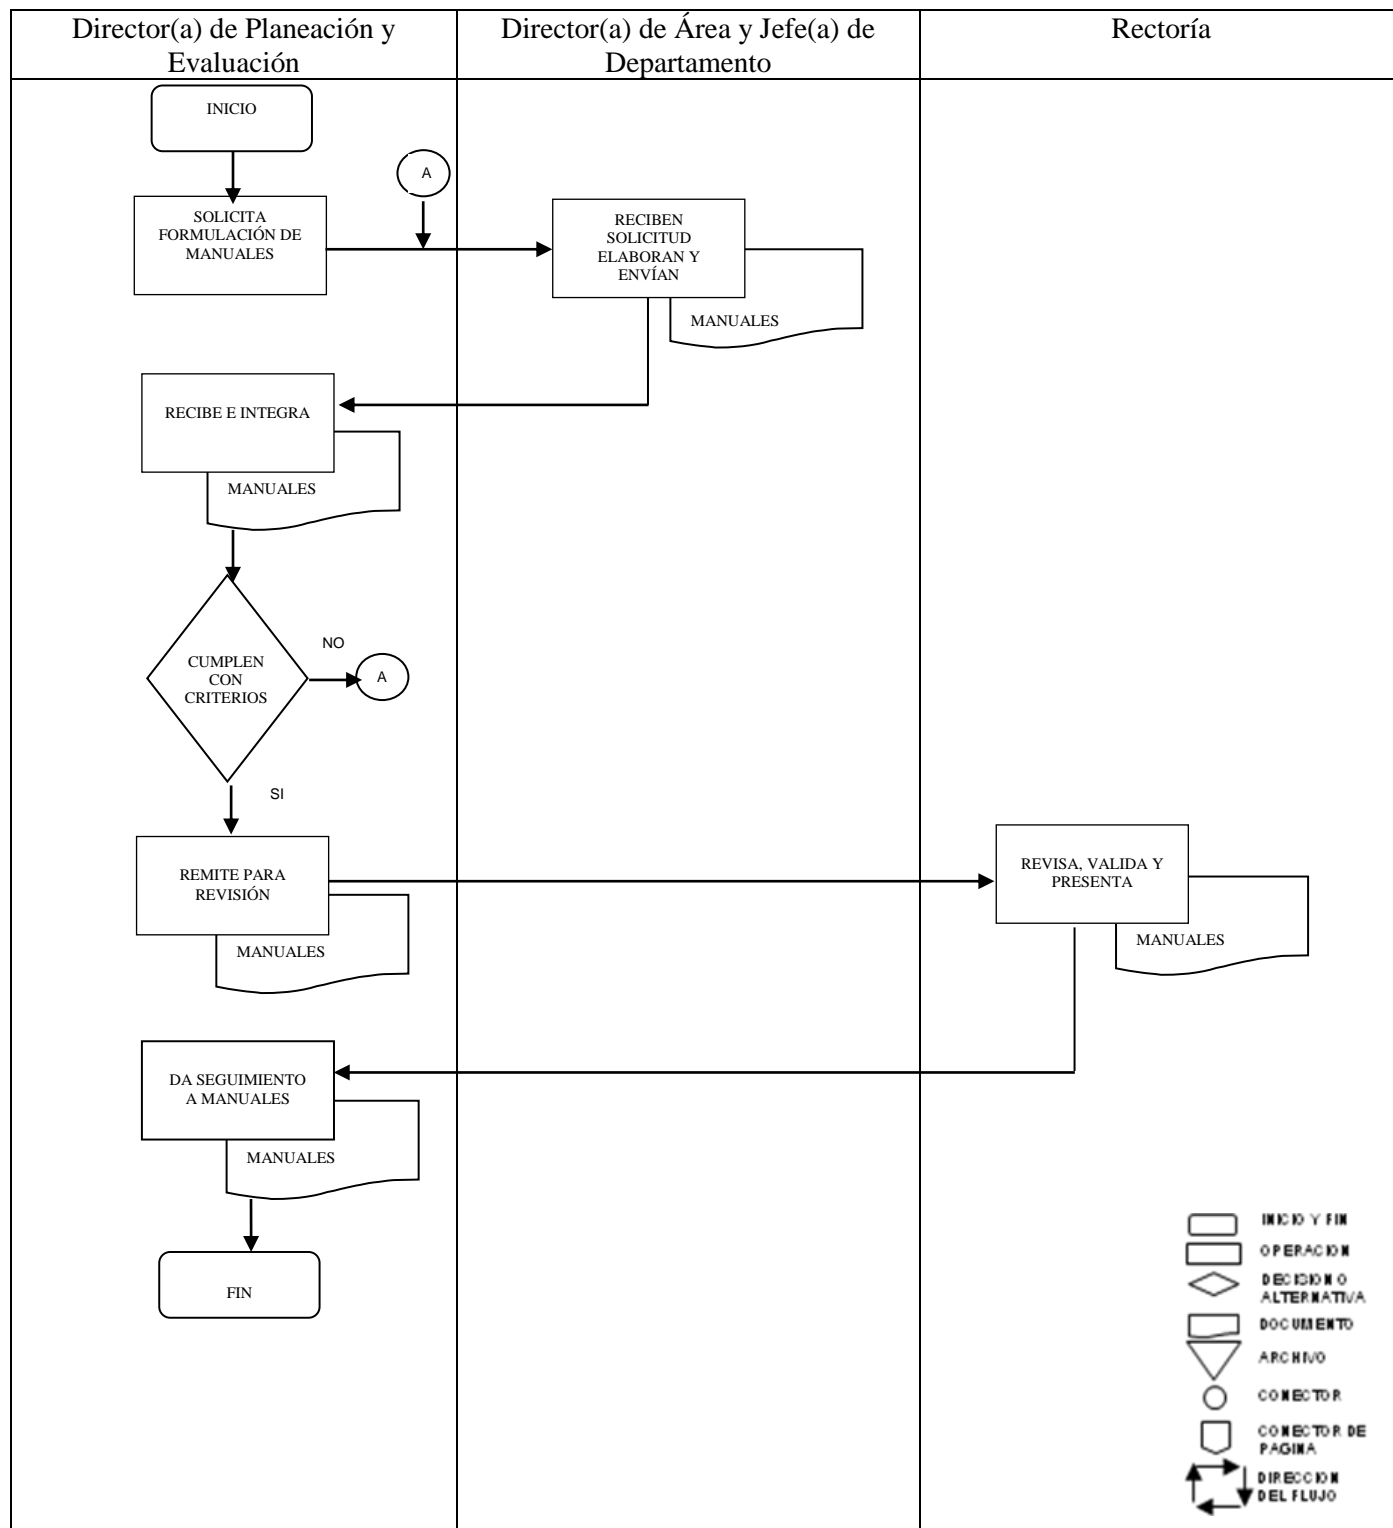 Director(a) de Planeación y
Evaluación
Director(a) de Área y Jefe(a) de
Departamento
Rectoría
INICIO
A
SOLICITA
FORMULACIÓN DE
MANUALES
RECIBEN
SOLICITUD
ELABORAN Y
ENVÍAN
MANUALES
RECIBE E INTEGRA
MANUALES
CUMPLEN
CON
CRITERIOS
NO
A
SI
REMITE PARA
REVISIÓN
MANUALES
REVISA, VALIDA Y
PRESENTA
MANUALES
DA SEGUIMIENTO
A MANUALES
MANUALES
FIN
INICIO Y FIN
OPERACION
DECISION O
ALTERNATIVA
DOCUMENTO
ARCHIVO
CONECTOR
CONECTOR DE
PAGINA
DIRECCION
DEL FLUJO